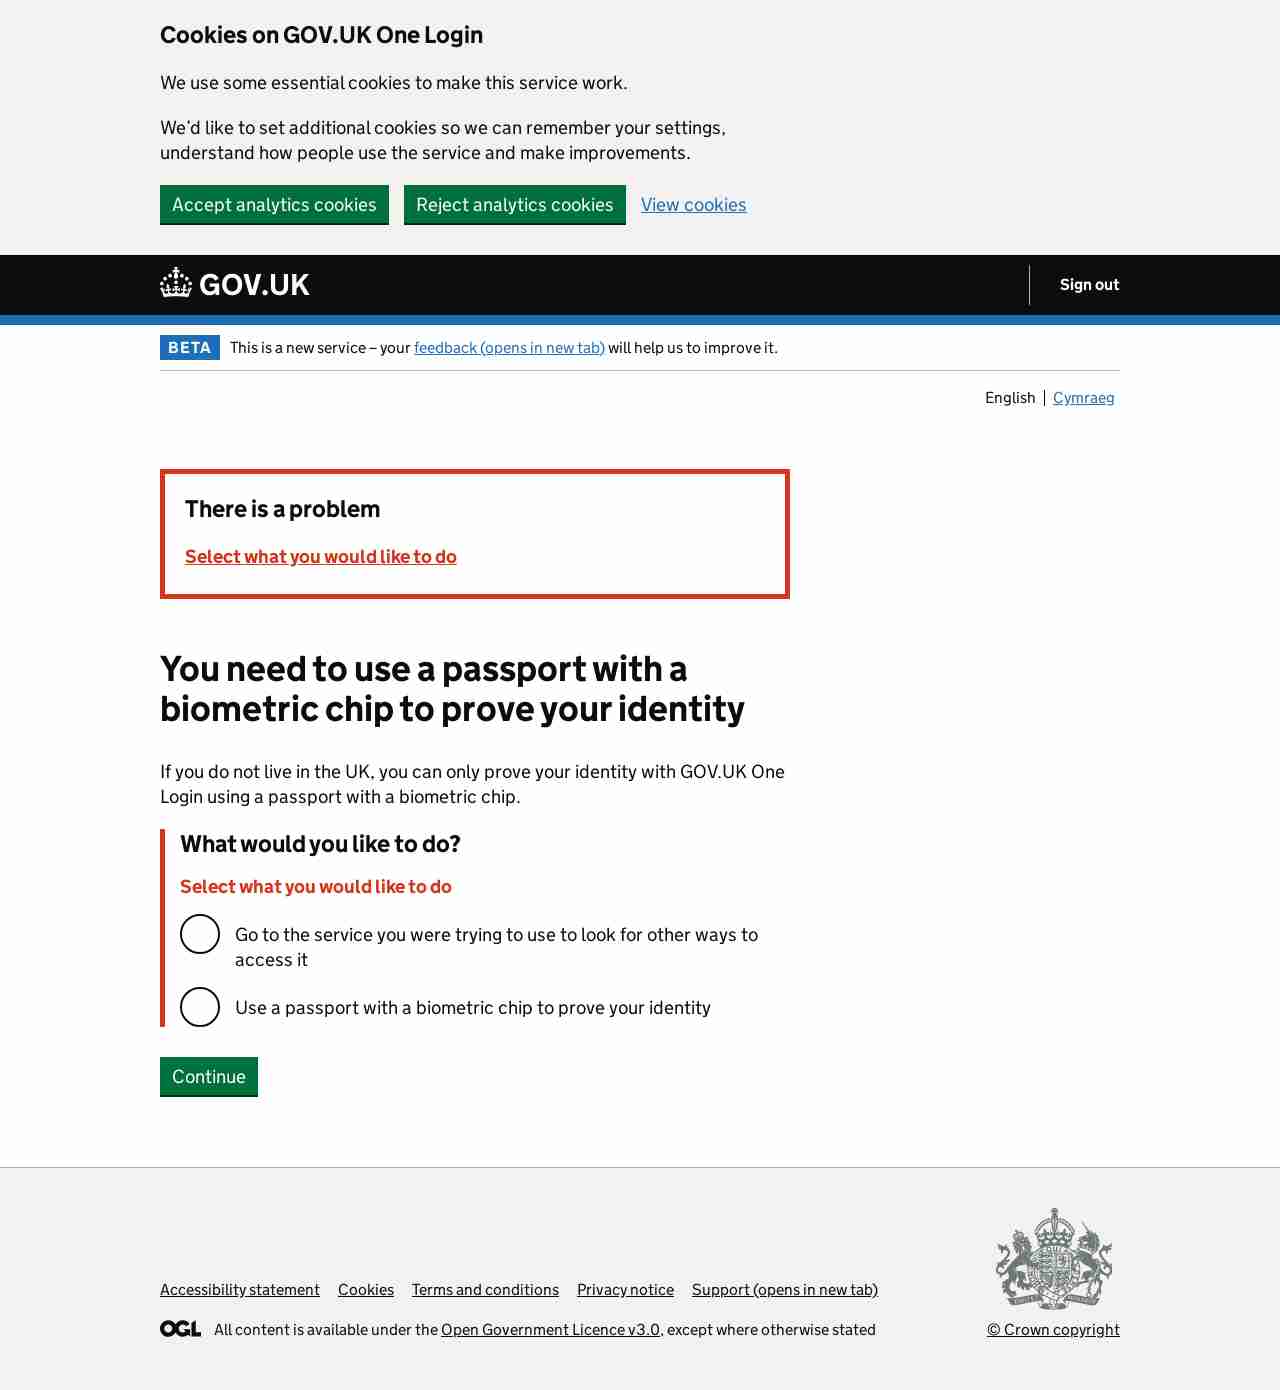 Cookies on GOV.UK One Login
We use some essential cookies to make this service work.
We'd like to set additional cookies so we can remember your settings,
understand how people use the service and make improvements.
Accept analytics cookies Reject analytics cookies View cookies
GOV.UK Sign out
BETA This is a new service – your feedback (opens in new tab) will help us to improve it.
English Cymraeg
There is a problem
Select what you would like to do
You need to use a passport with a
biometric chip to prove your identity
If you do not live in the UK, you can only prove your identity with GOV.UK One
Login using a passport with a biometric chip.
What would you like to do?
Select what you would like to do
Go to the service you were trying to use to look for other ways to
access it
Use a passport with a biometric chip to prove your identity
Continue
Accessibility statement Cookies Terms and conditions Privacy notice Support (opens in new tab)
OGL All content is available under the Open Government Licence v3.0, except where otherwise stated
© Crown copyright